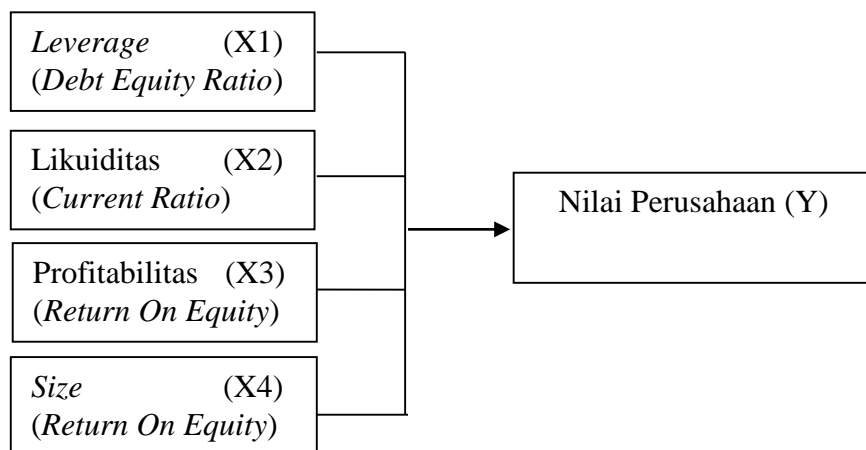 Leverage (X1)
(Debt Equity Ratio)
Likuiditas (X2)
(Current Ratio)
Nilai Perusahaan (Y)
Profitabilitas (X3)
(Return On Equity)
Size (X4)
(Return On Equity)